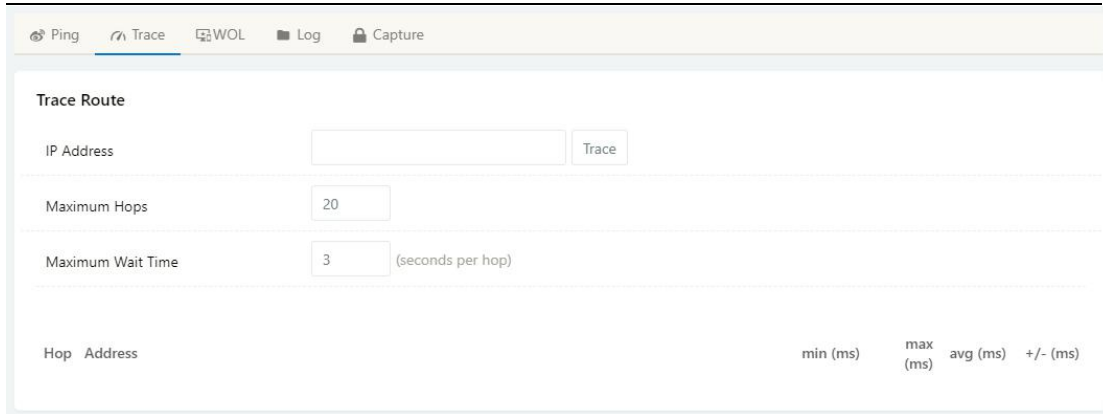 Ping Trace WOL Log Capture
Trace Route
IP Address Trace
Maximum Hops 20
Maximum Wait Time 3 (seconds per hop)
Hop Address min (ms) max (ms) avg (ms) +/- (ms)